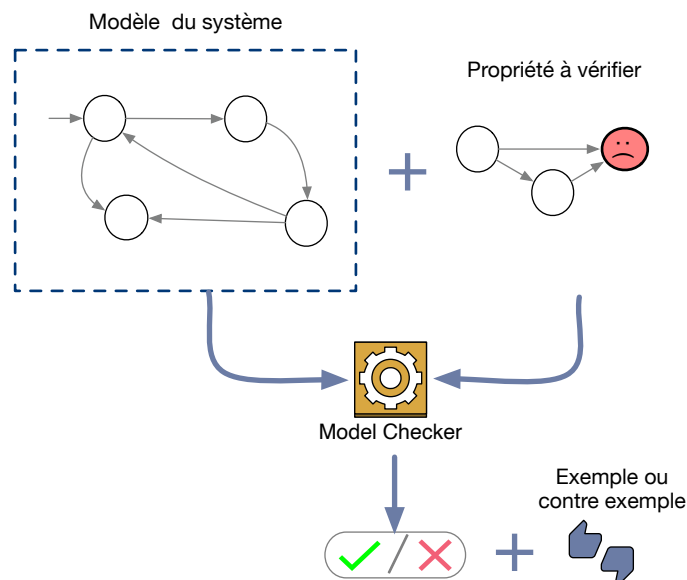 Modèle du système
Propriété à vérifier
Model Checker
Exemple ou
contre exemple